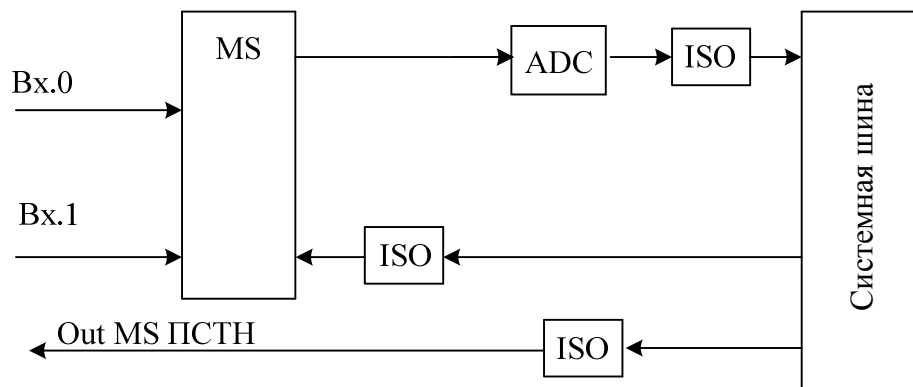 MS
ADC
ISO
Вх.0
Вх.1
ISO
Системная шина
Out MS ПСТН
ISO